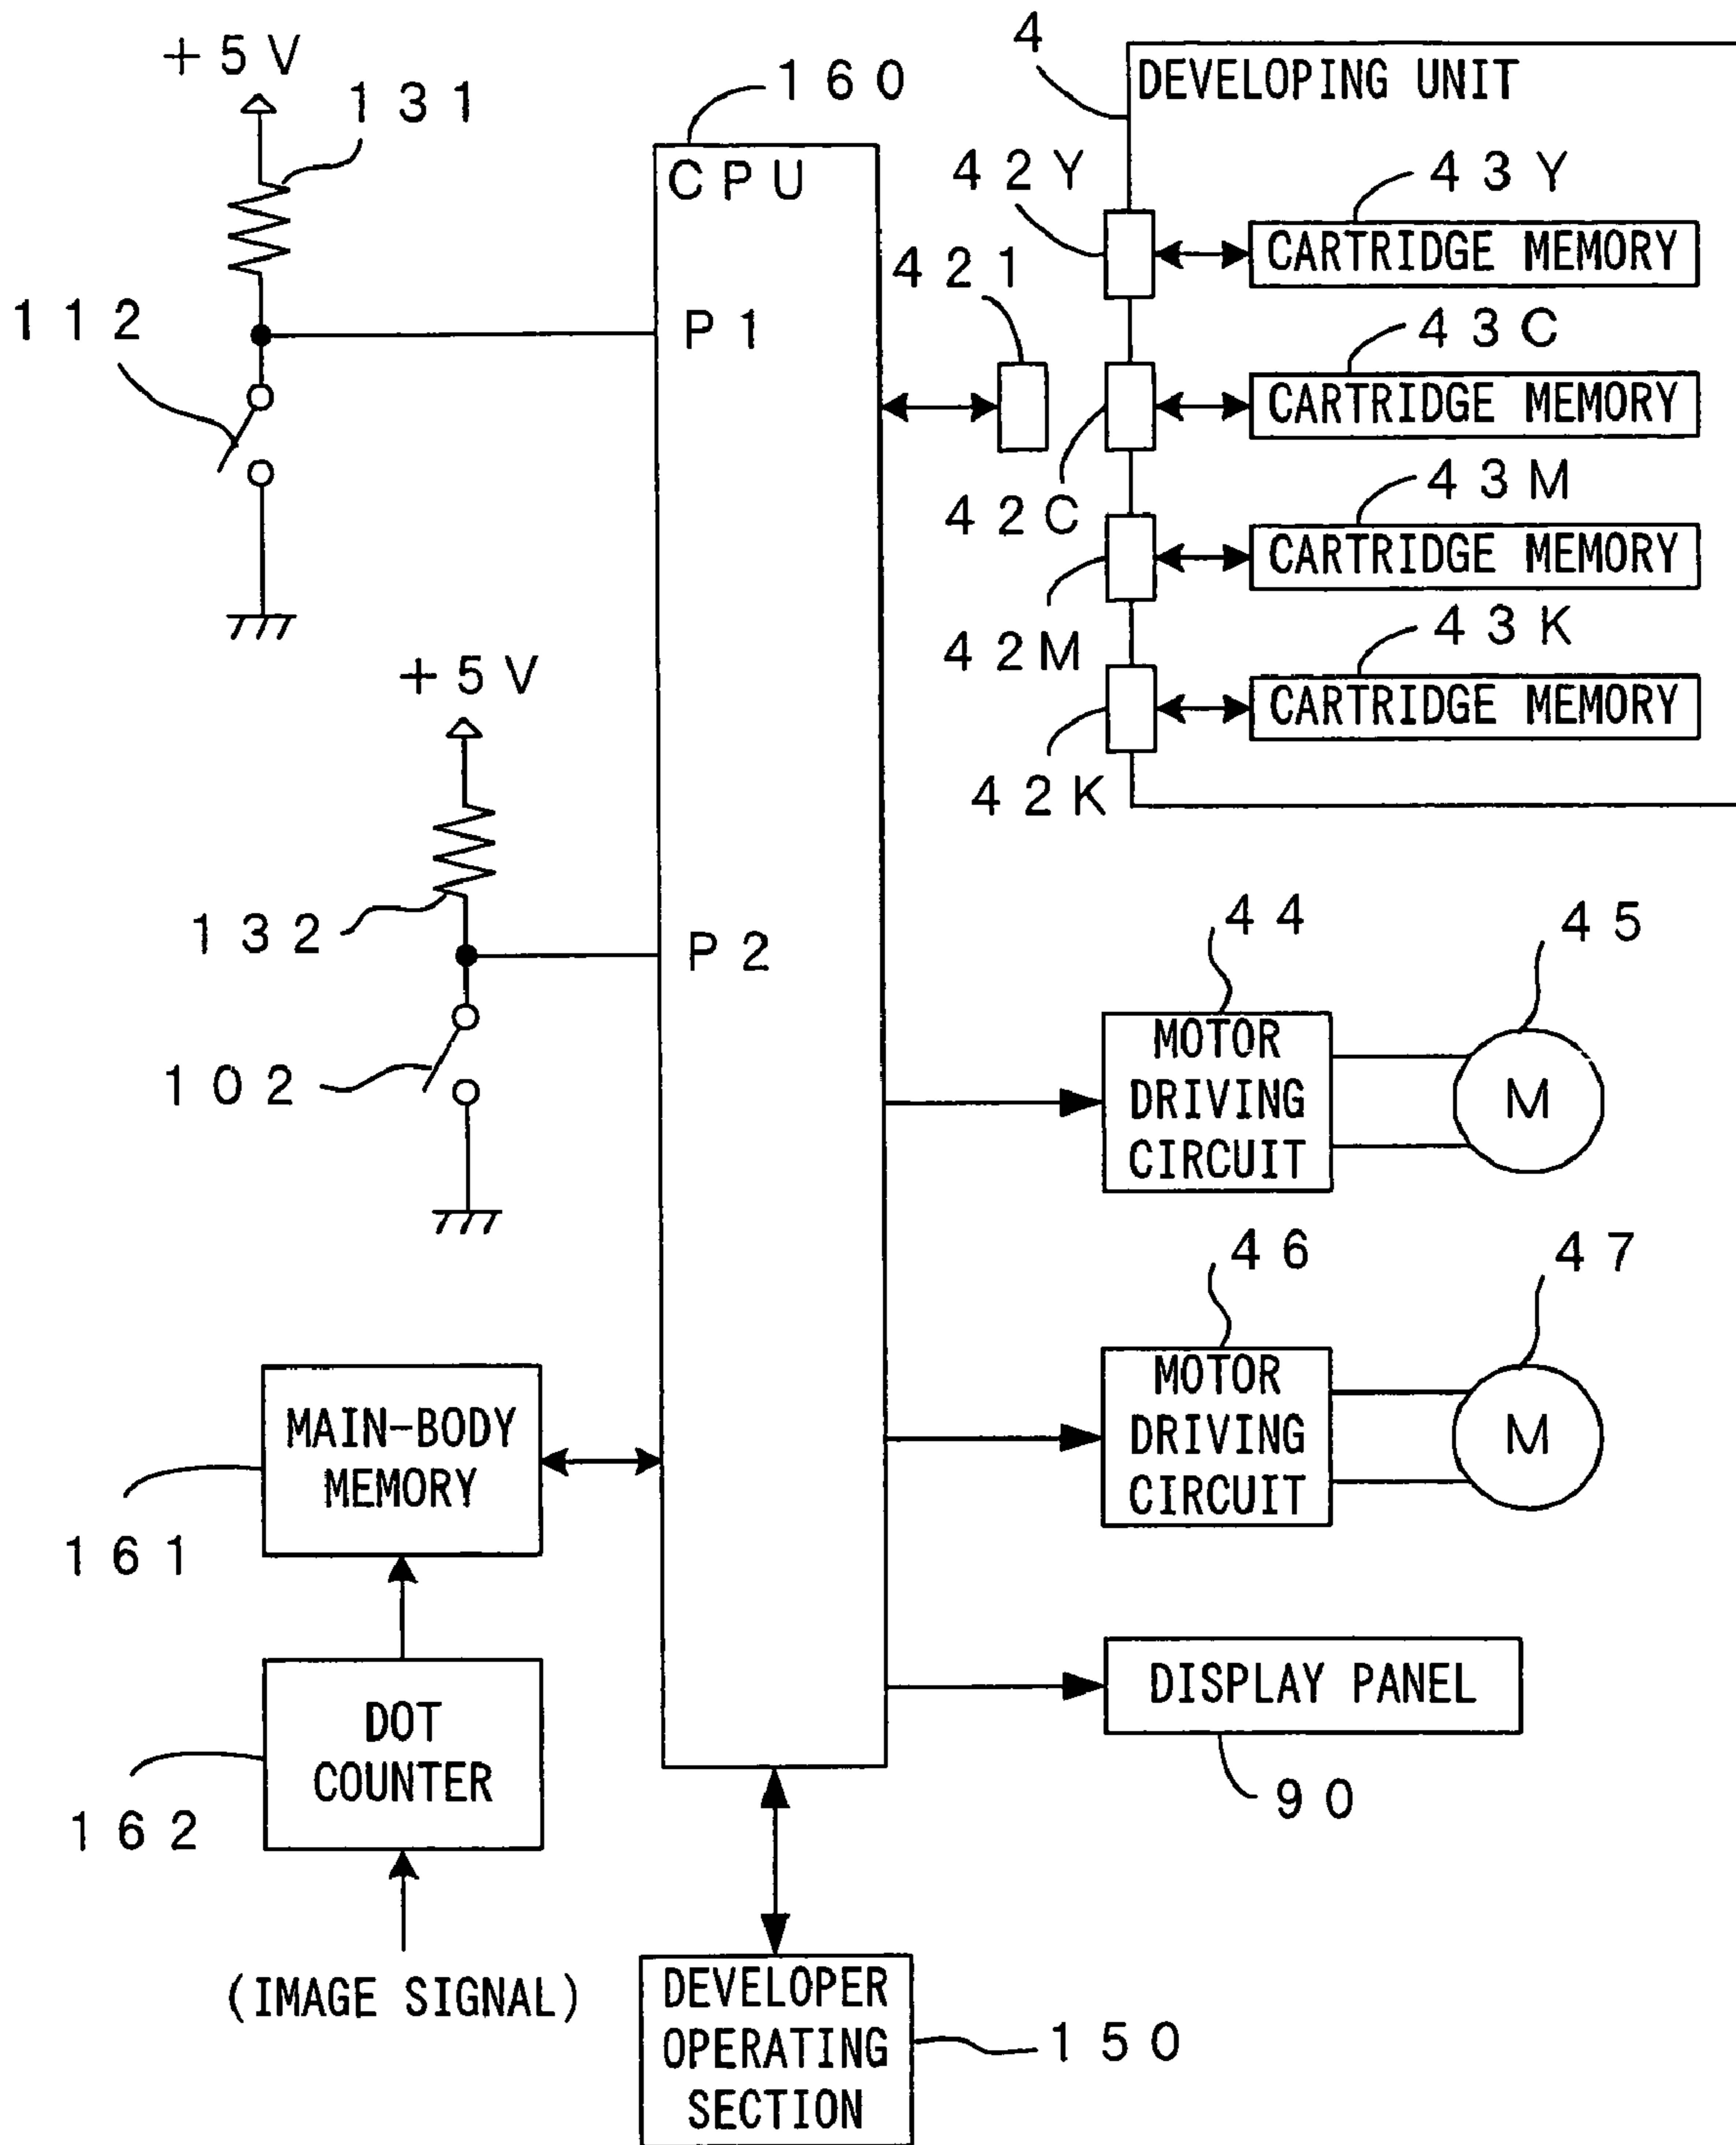 +5V
131
112
160
CPU
P1
4
DEVELOPING UNIT
42Y
43Y
CARTRIDGE MEMORY
421
43C
CARTRIDGE MEMORY
42C
43M
CARTRIDGE MEMORY
42M
43K
CARTRIDGE MEMORY
42K
+5V
132
P2
102
44
45
MOTOR
DRIVING
CIRCUIT
M
46
47
MOTOR
DRIVING
CIRCUIT
M
MAIN-BODY
MEMORY
161
DOT
COUNTER
162
(IMAGE SIGNAL)
DISPLAY PANEL
90
DEVELOPER
OPERATING
SECTION
150